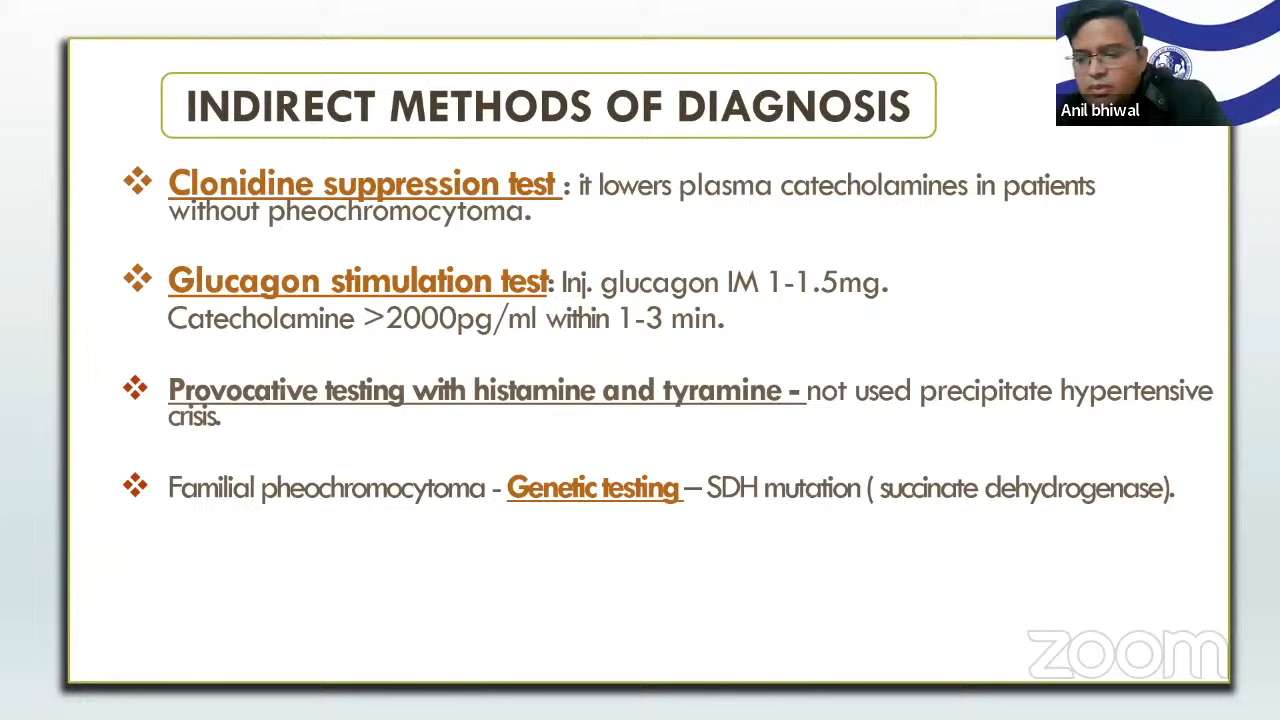 INDIRECT METHODS OF DIAGNOSIS
Anil bhiwal
Clonidine suppression test : it lowers plasma catecholamines in patients
without pheochromocytoma.
Glucagon stimulation test: Inj. glucagon IM 1-1.5mg.
Catecholamine >2000pg/ml within 1-3 min.
Provocative testing with histamine and tyramine - not used precipitate hypertensive
crisis.
Familial pheochromocytoma - Genetic testing – SDH mutation ( succinate dehydrogenase).
zoom